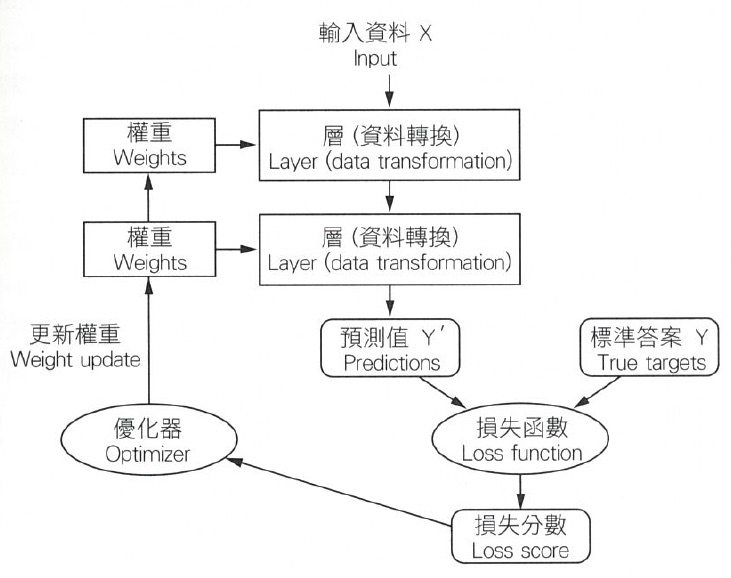 輸入資料 X
Input
權重
Weights
層 (資料轉換)
Layer (data transformation)
權重
Weights
層 (資料轉換)
Layer (data transformation)
更新權重
Weight update
預測值 Y′
Predictions
標準答案 Y
True targets
優化器
Optimizer
損失函數
Loss function
損失分數
Loss score